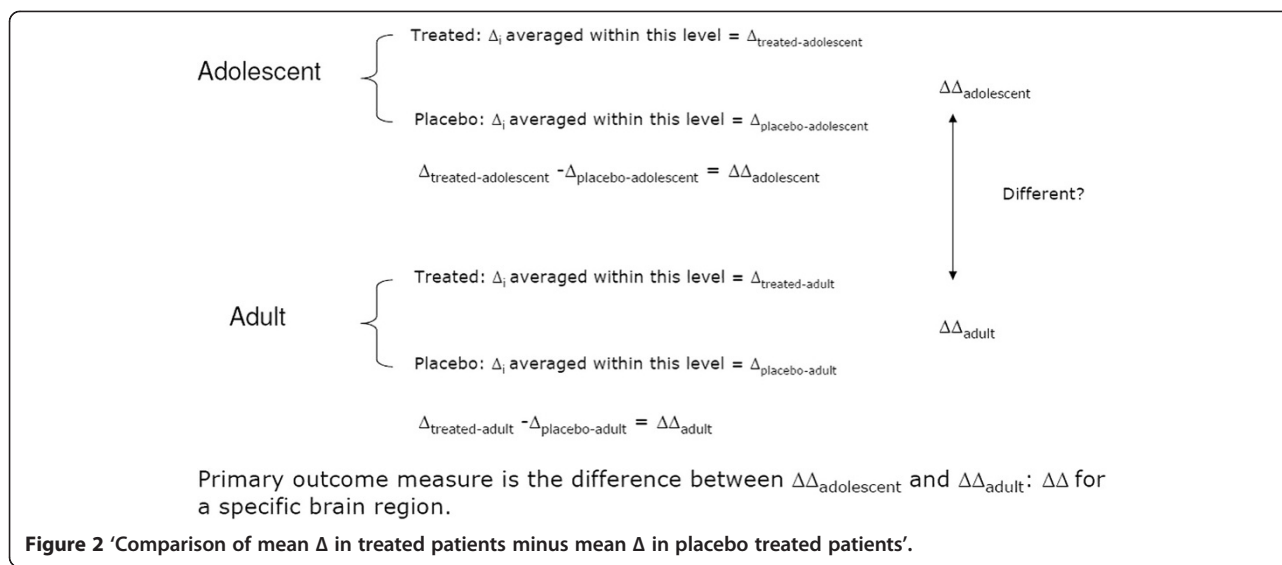 Treated: Δi averaged within this level = Δtreated-adolescent
Adolescent
ΔΔadolescent
Placebo: Δi averaged within this level = Δplacebo-adolescent
Δtreated-adolescent -Δplacebo-adolescent = ΔΔadolescent
Different?
Treated: Δi averaged within this level = Δtreated-adult
Adult
ΔΔadult
Placebo: Δi averaged within this level = Δplacebo-adult
Δtreated-adult -Δplacebo-adult = ΔΔadult
Primary outcome measure is the difference between ΔΔadolescent and ΔΔadult: ΔΔ for
a specific brain region.
Figure 2 ‘Comparison of mean Δ in treated patients minus mean Δ in placebo treated patients’.